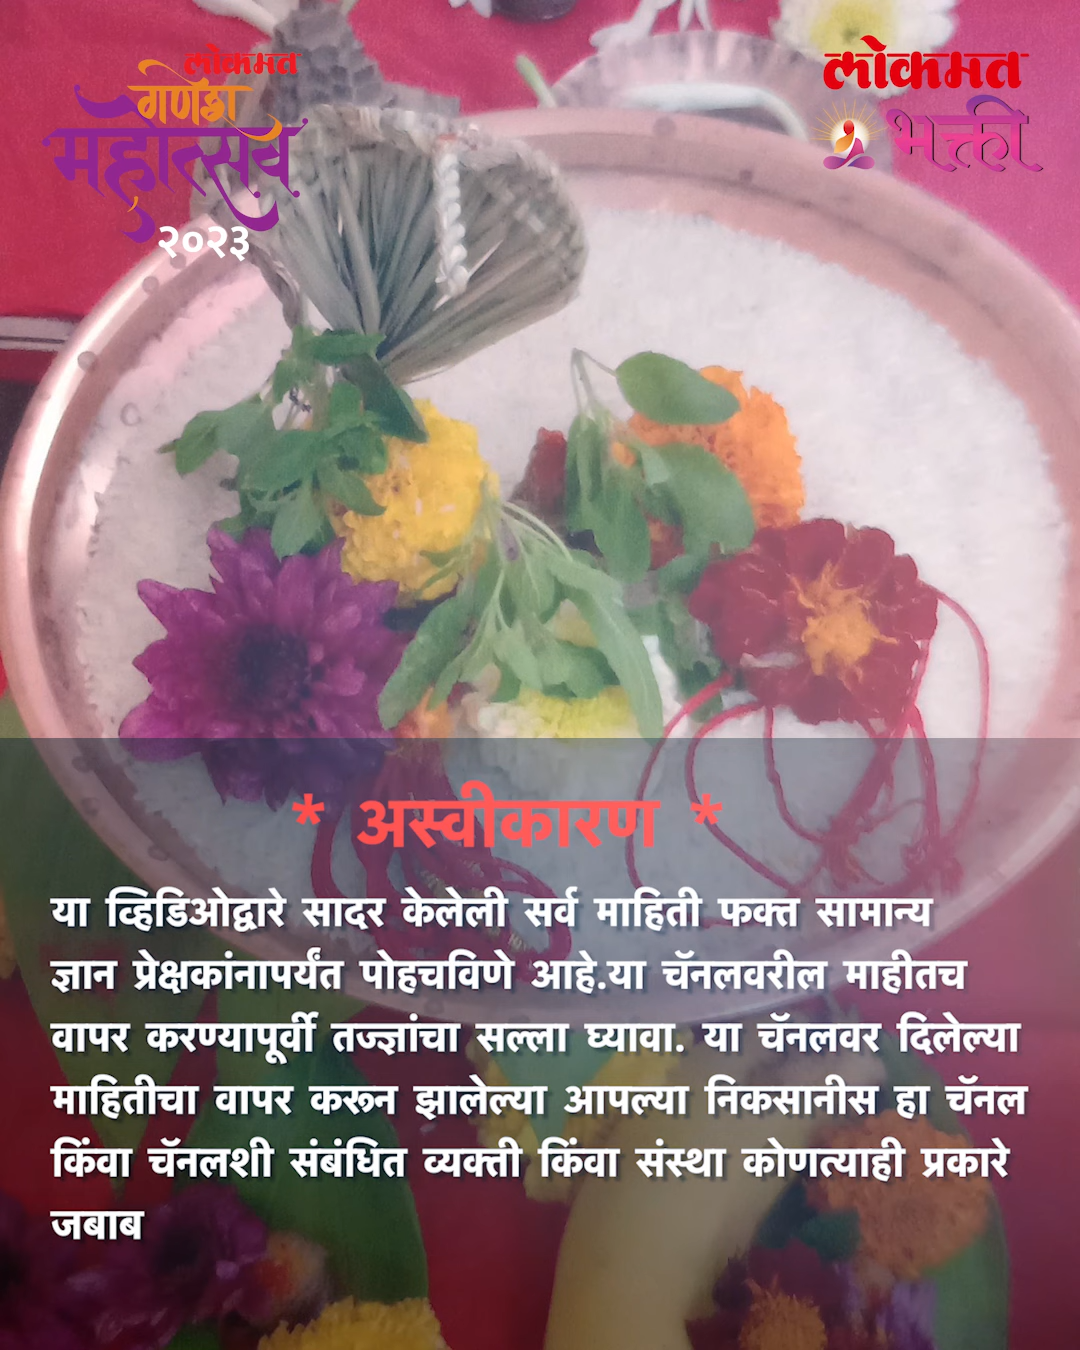 लोकमत
गणेश
महोत्सव
२०२३
लोकमत
भक्ती
* अस्वीकारण *
या व्हिडिओद्वारे सादर केलेली सर्व माहिती फक्त सामान्य
ज्ञान प्रेक्षकांनापर्यंत पोहचविणे आहे.या चॅनलवरील माहीतच
वापर करण्यापूर्वी तज्ज्ञांचा सल्ला घ्यावा. या चॅनलवर दिलेल्या
माहितीचा वापर करून झालेल्या आपल्या निकसानीस हा चॅनल
किंवा चॅनलशी संबंधित व्यक्ती किंवा संस्था कोणत्याही प्रकारे
जबाब